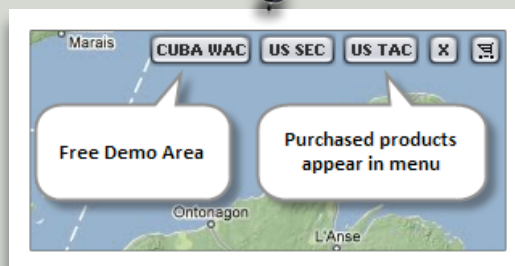 Marais
CUBA WAC US SEC US TAC X
Free Demo Area
Purchased products
appear in menu
Ontonagon
L'Anse